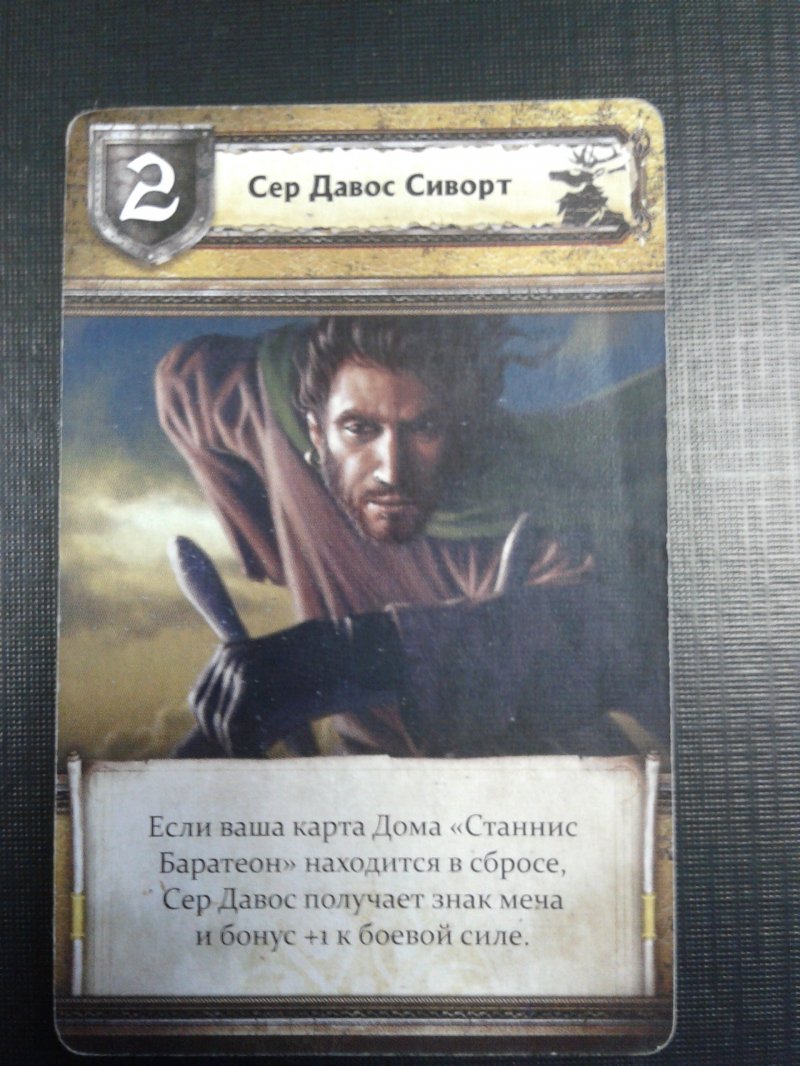 2
Сер Давос Сиворт
Если ваша карта Дома «Станнис
Баратеон» находится в сбросе,
Сер Давос получает знак меча
и бонус +1 к боевой силе.